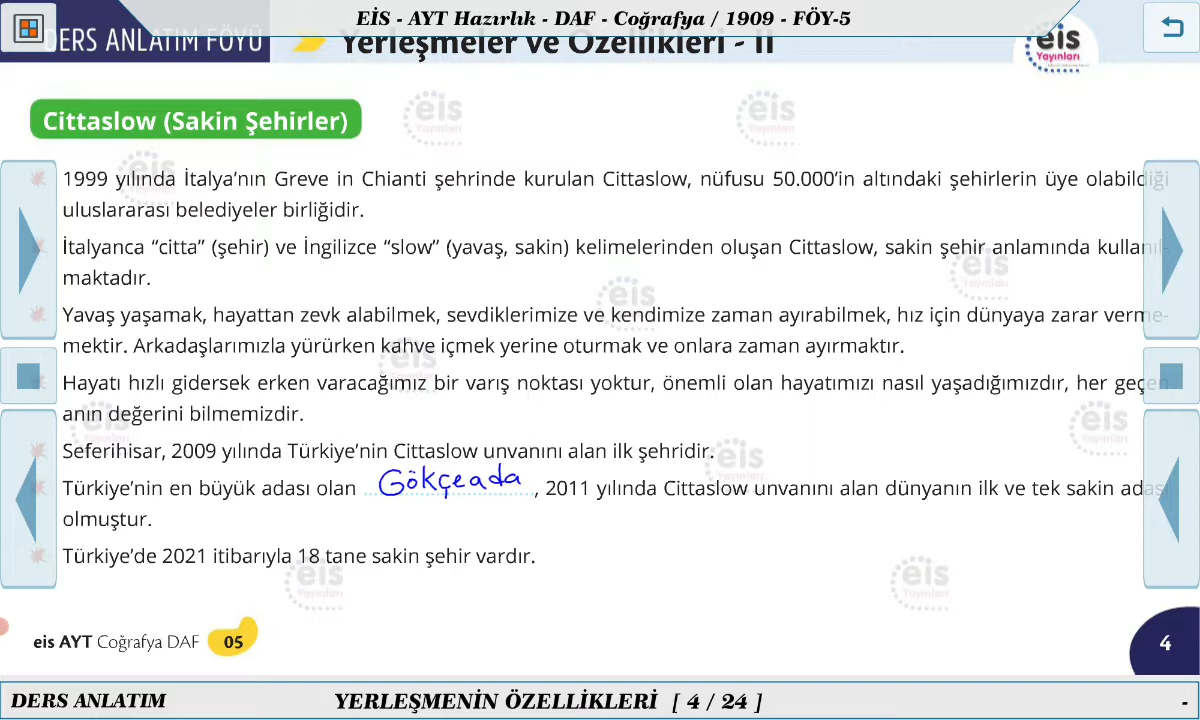 EİS - AYT Hazırlık - DAF - Coğrafya / 1909 - FÖY-5
DERS ANLATIM FÖYÜ
Yerleşmeler ve Özellikleri - II
eis
Yayınları
Cittaslow (Sakin Şehirler)
1999 yılında İtalya’nın Greve in Chianti şehrinde kurulan Cittaslow, nüfusu 50.000’in altındaki şehirlerin üye olabildiği
uluslararası belediyeler birliğidir.
İtalyanca “citta” (şehir) ve İngilizce “slow” (yavaş, sakin) kelimelerinden oluşan Cittaslow, sakin şehir anlamında kullanıl-
maktadır.
Yavaş yaşamak, hayattan zevk alabilmek, sevdiklerimize ve kendimize zaman ayırabilmek, hız için dünyaya zarar verme-
mektir. Arkadaşlarımızla yürürken kahve içmek yerine oturmak ve onlara zaman ayırmaktır.
Hayatı hızlı gidersek erken varacağımız bir varış noktası yoktur, önemli olan hayatımızı nasıl yaşadığımızdır, her geçen
anın değerini bilmemizdir.
Seferihisar, 2009 yılında Türkiye’nin Cittaslow unvanını alan ilk şehridir.
Türkiye’nin en büyük adası olan Gökçeada, 2011 yılında Cittaslow unvanını alan dünyanın ilk ve tek sakin adası
olmuştur.
Türkiye’de 2021 itibarıyla 18 tane sakin şehir vardır.
eis AYT Coğrafya DAF 05
4
DERS ANLATIM YERLEŞMENİN ÖZELLİKLERİ [ 4 / 24 ] -